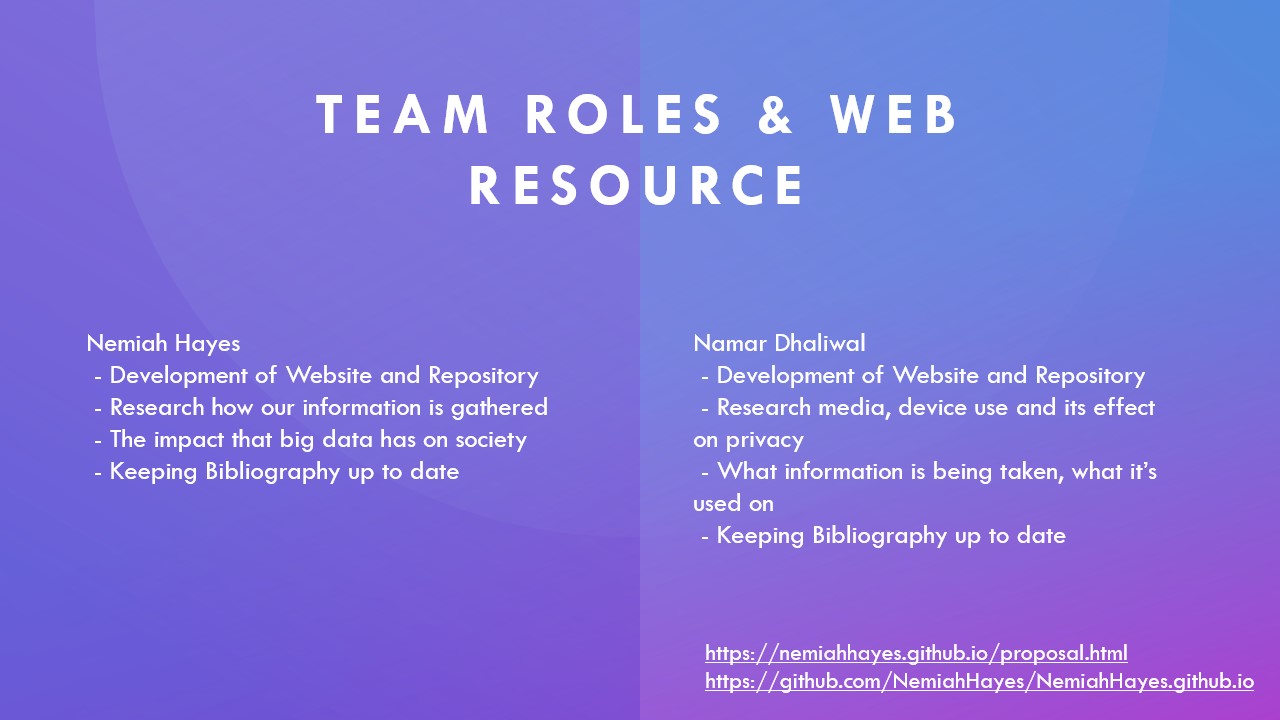 TEAM ROLES & WEB
RESOURCE
Nemiah Hayes
- Development of Website and Repository
- Research how our information is gathered
- The impact that big data has on society
- Keeping Bibliography up to date
Namar Dhaliwal
- Development of Website and Repository
- Research media, device use and its effect
on privacy
- What information is being taken, what it’s
used on
- Keeping Bibliography up to date
https://nemiahhayes.github.io/proposal.html
https://github.com/NemiahHayes/NemiahHayes.github.io